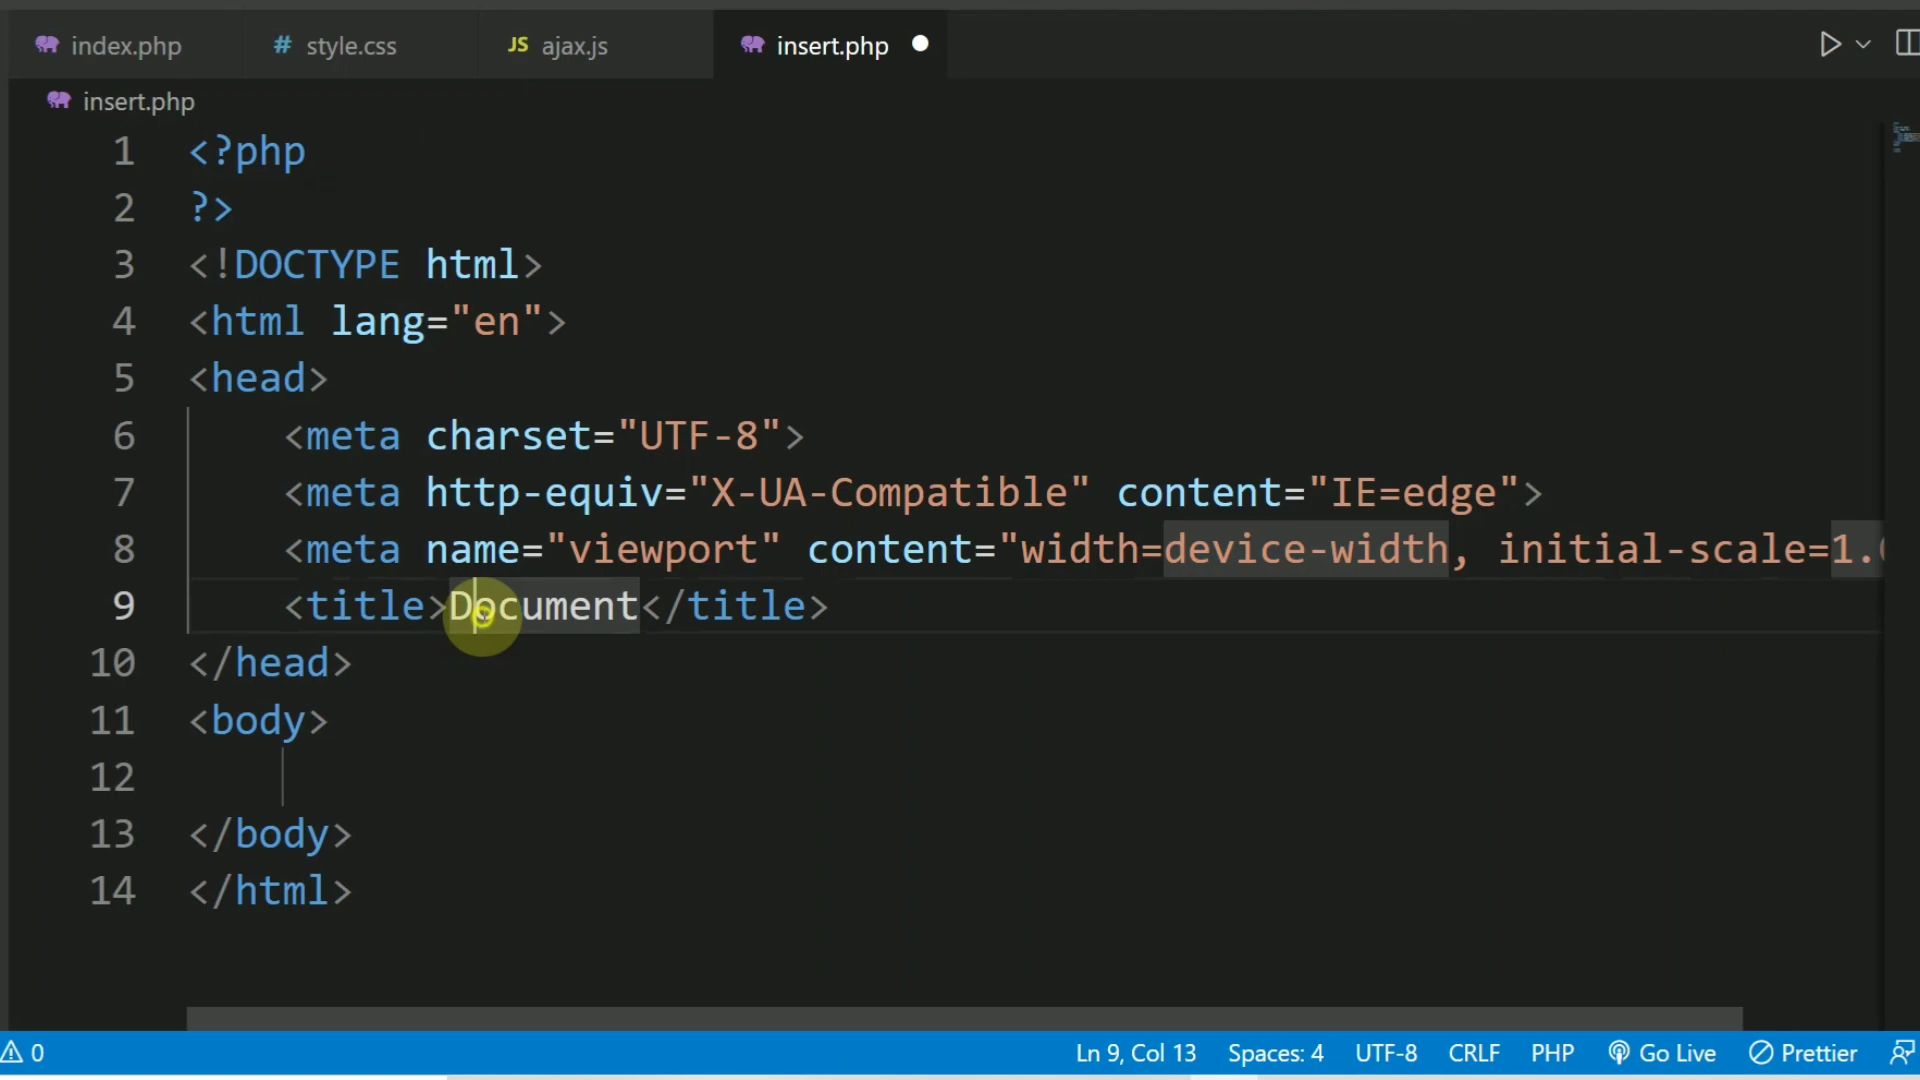 index.php # style.css JS ajax.js insert.php
insert.php
1 <?php
2 ?>
3 <!DOCTYPE html>
4 <html lang="en">
5 <head>
6 <meta charset="UTF-8">
7 <meta http-equiv="X-UA-Compatible" content="IE=edge">
8 <meta name="viewport" content="width=device-width, initial-scale=1.
9 <title>Document</title>
10 </head>
11 <body>
12
13 </body>
14 </html>
0 Ln 9, Col 13 Spaces: 4 UTF-8 CRLF PHP Go Live Prettier